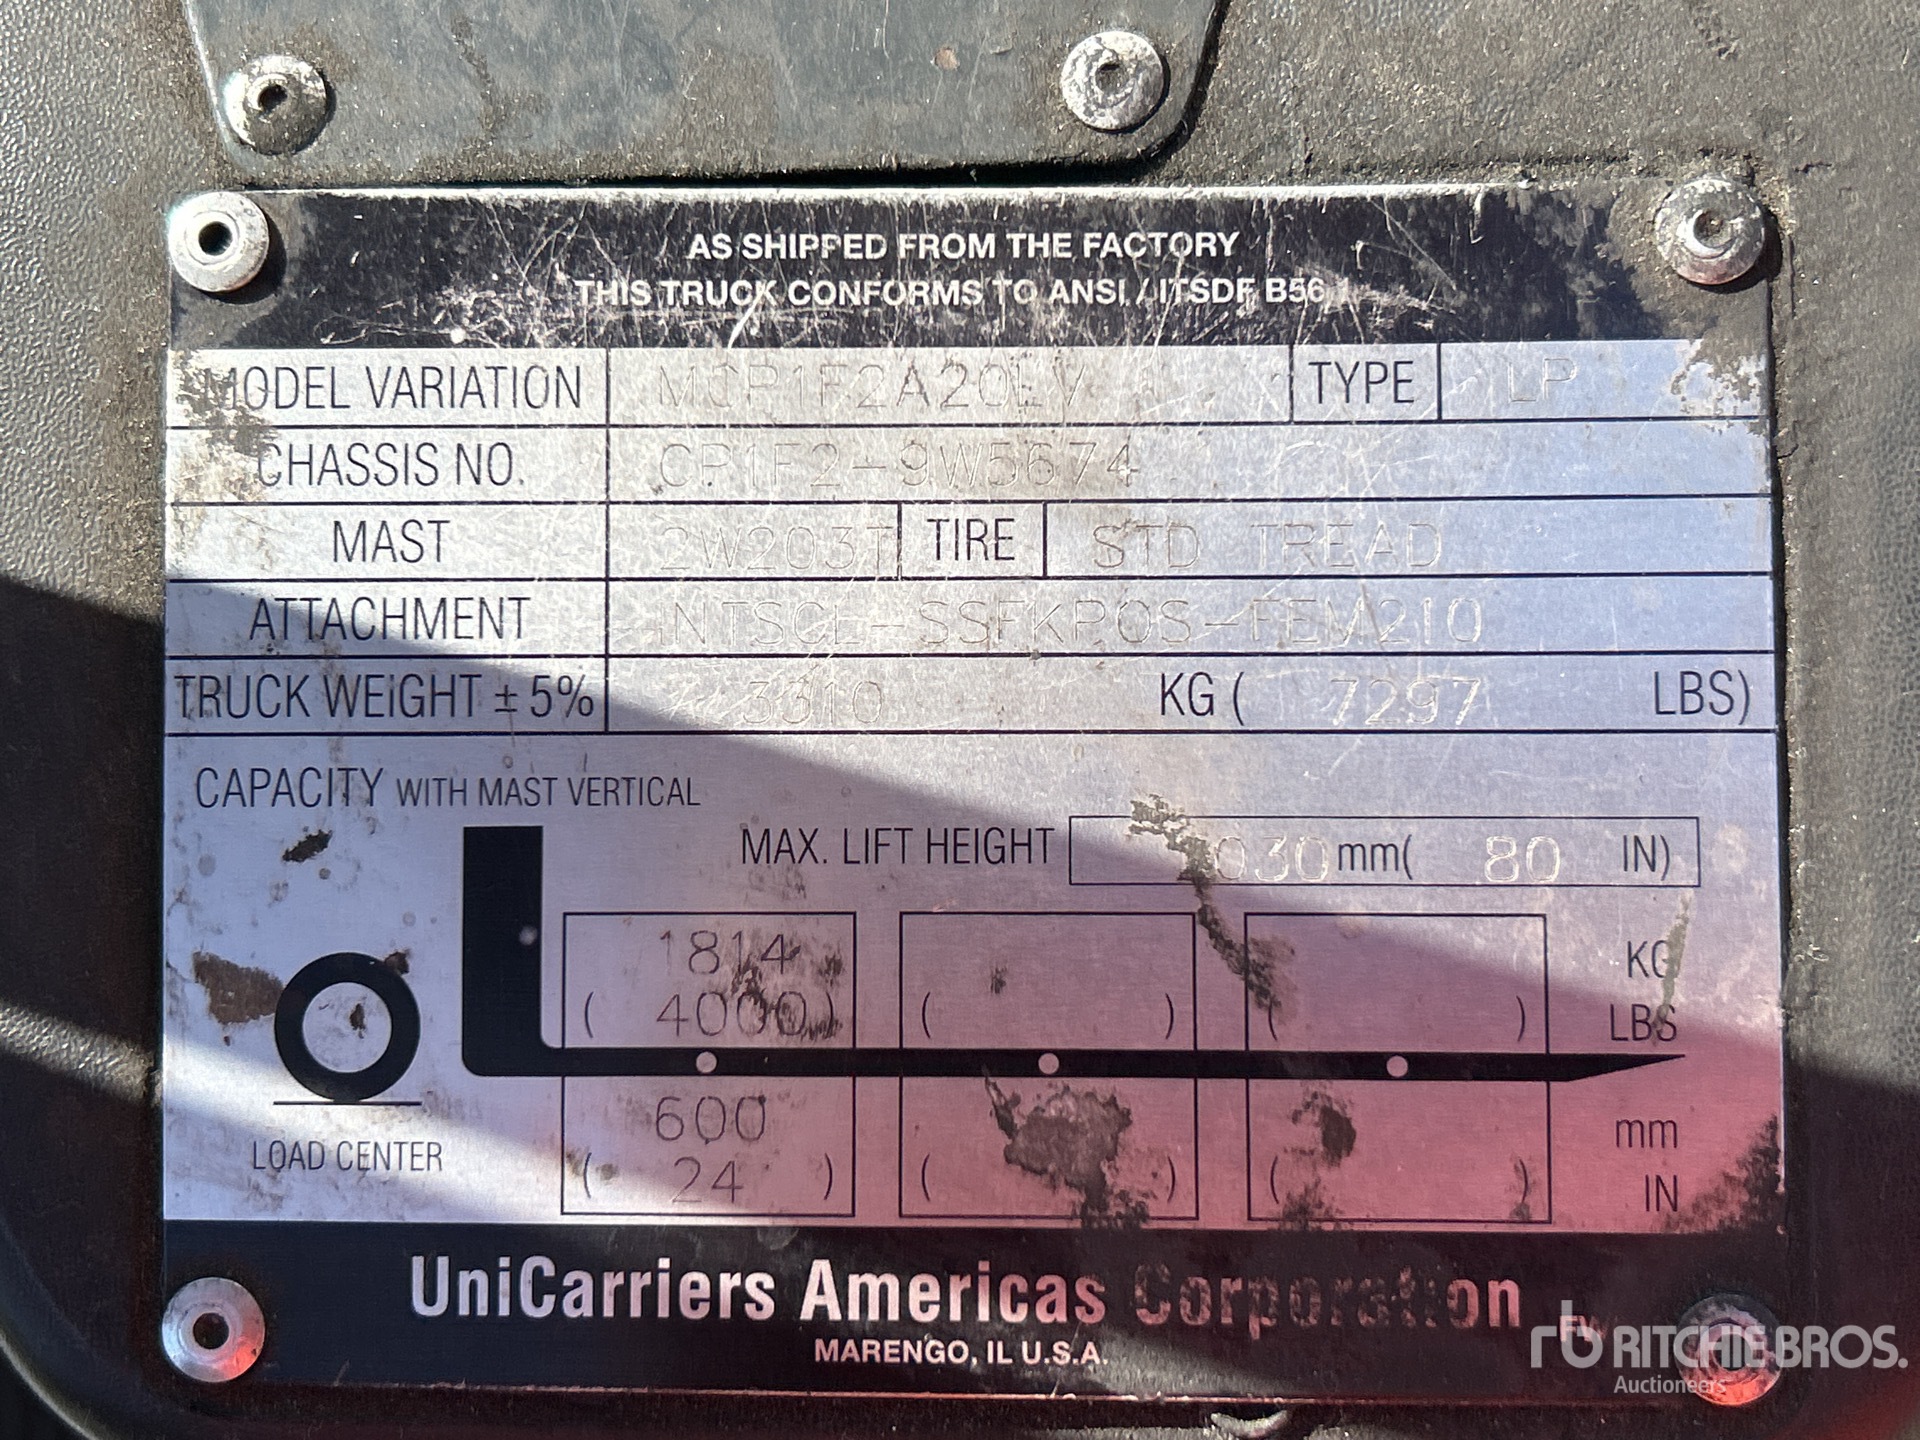 AS SHIPPED FROM THE FACTORY
THIS TRUCK CONFORMS TO ANSI / ITSDF B56.1
MODEL VARIATION MCP1F2A20LV TYPE LP
CHASSIS NO. CP1F2-9W5674
MAST 2W203T TIRE STD TREAD
ATTACHMENT INTSCL-SSFKPOS-FEM210
TRUCK WEIGHT ± 5% 3310 KG ( 7297 LBS)
CAPACITY WITH MAST VERTICAL
MAX. LIFT HEIGHT 030 mm( 80 IN)
1814 KG
( 4000 ) ( ) ( ) LBS
600 mm
LOAD CENTER
( 24 ) ( ) ( ) IN
UniCarriers Americas Corporation
MARENGO, IL U.S.A.
rb RITCHIE BROS.
Auctioneers